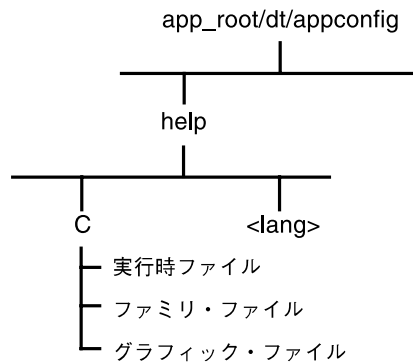 app_root/dt/appconfig
help
C
<lang>
実行時ファイル
ファミリ・ファイル
グラフィック・ファイル